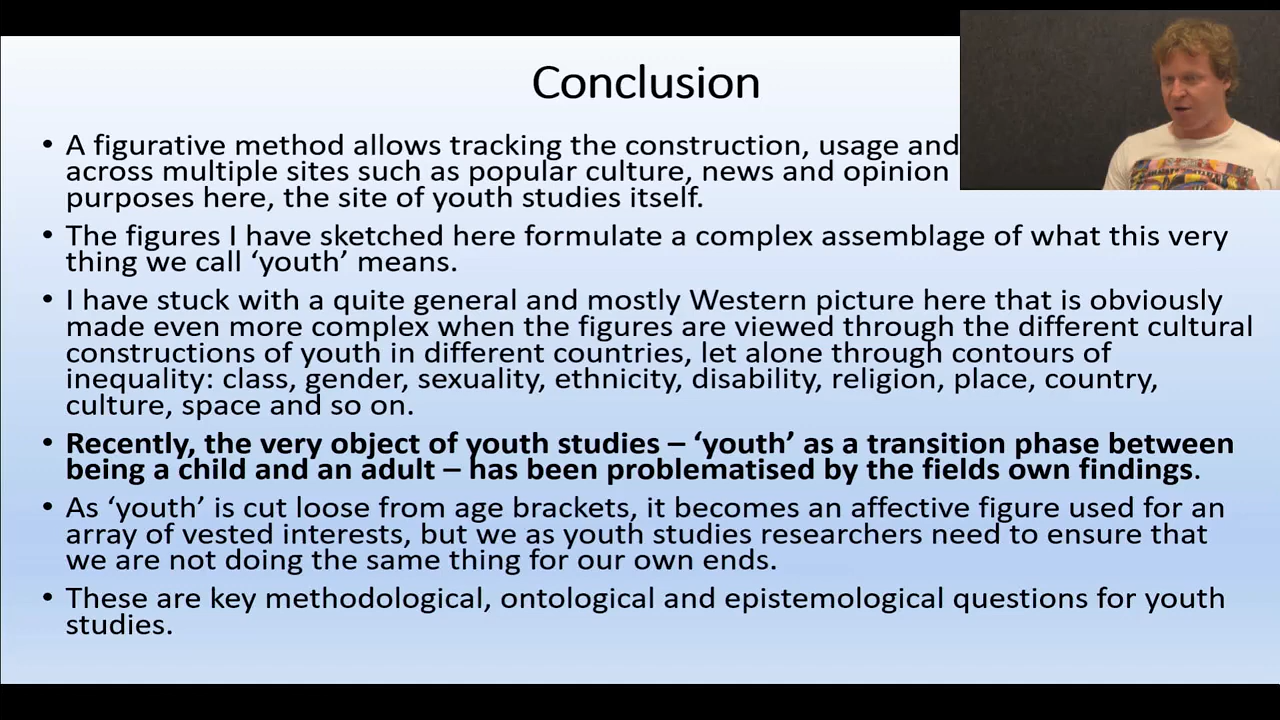 Conclusion
• A figurative method allows tracking the construction, usage and
across multiple sites such as popular culture, news and opinion
purposes here, the site of youth studies itself.
• The figures I have sketched here formulate a complex assemblage of what this very
thing we call ‘youth’ means.
• I have stuck with a quite general and mostly Western picture here that is obviously
made even more complex when the figures are viewed through the different cultural
constructions of youth in different countries, let alone through contours of
inequality: class, gender, sexuality, ethnicity, disability, religion, place, country,
culture, space and so on.
• Recently, the very object of youth studies – ‘youth’ as a transition phase between
being a child and an adult – has been problematised by the fields own findings.
• As ‘youth’ is cut loose from age brackets, it becomes an affective figure used for an
array of vested interests, but we as youth studies researchers need to ensure that
we are not doing the same thing for our own ends.
• These are key methodological, ontological and epistemological questions for youth
studies.